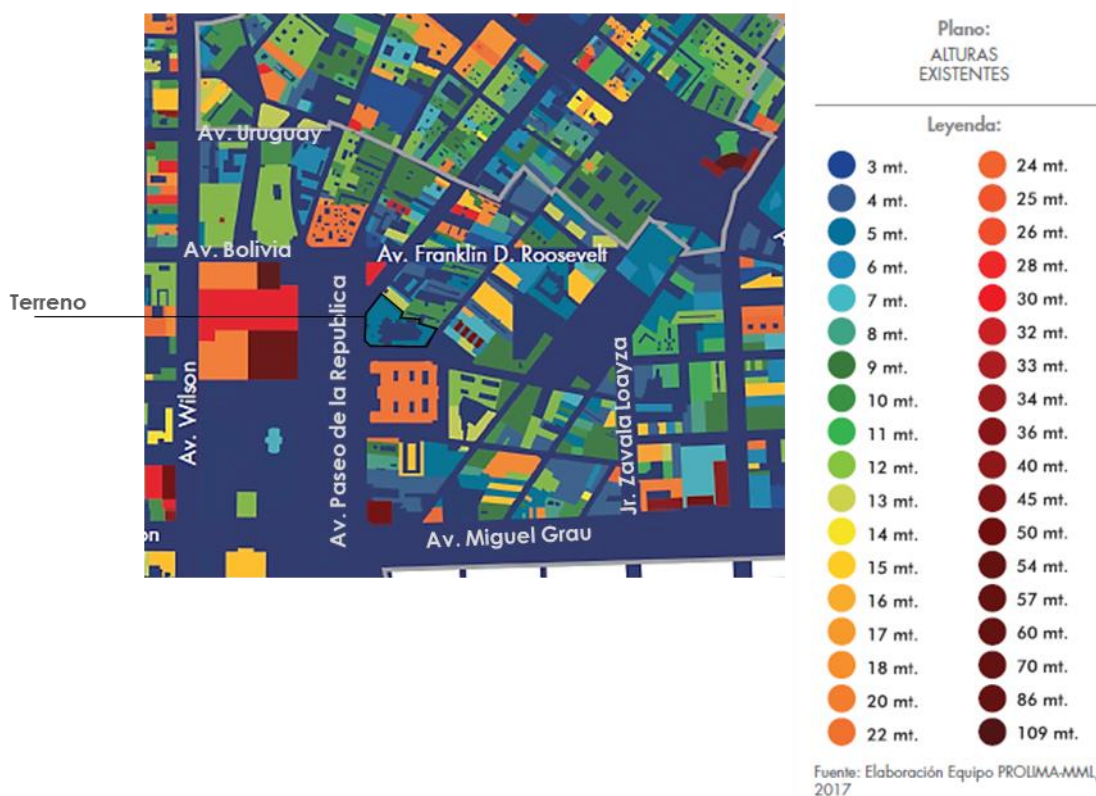 Av. Uruguay
Av. Bolivia
Av. Franklin D. Roosevelt
Terreno
Av. Wilson
Av. Paseo de la Republica
Jr. Zavala Loayza
Av. Miguel Grau
on
Plano:
ALTURAS
EXISTENTES
Leyenda:
3 mt.
4 mt.
5 mt.
6 mt.
7 mt.
8 mt.
9 mt.
10 mt.
11 mt.
12 mt.
13 mt.
14 mt.
15 mt.
16 mt.
17 mt.
18 mt.
20 mt.
22 mt.
24 mt.
25 mt.
26 mt.
28 mt.
30 mt.
32 mt.
33 mt.
34 mt.
36 mt.
40 mt.
45 mt.
50 mt.
54 mt.
57 mt.
60 mt.
70 mt.
86 mt.
109 mt.
Fuente: Elaboración Equipo PROLIMA-MML,
2017